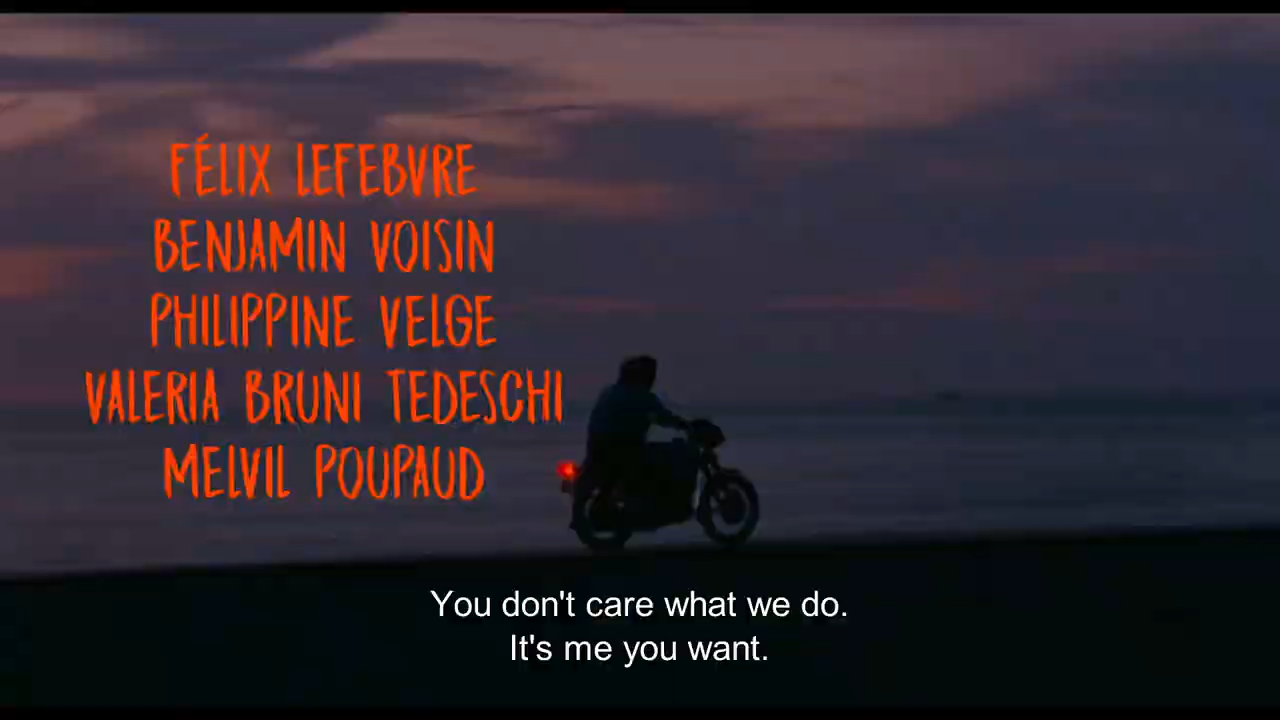 FÉLIX LEFEBVRE
BENJAMIN VOISIN
PHILIPPINE VELGE
VALERIA BRUNI TEDESCHI
MELVIL POUPAUD
You don't care what we do.
It's me you want.